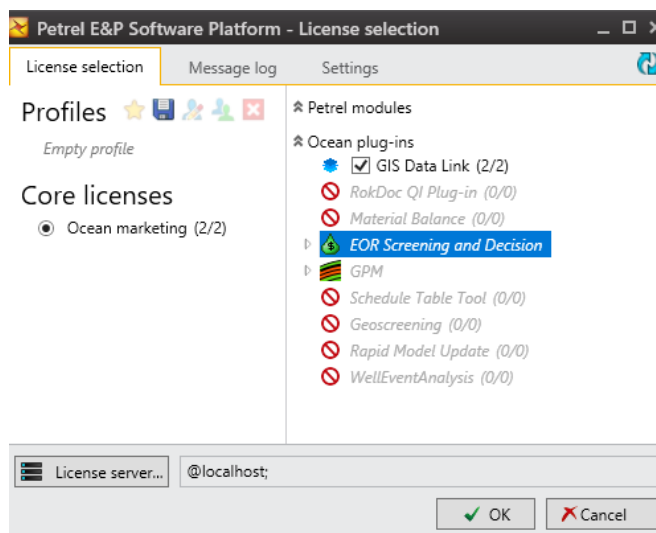 Petrel E&P Software Platform - License selection
License selection
Message log
Settings
Profiles
Empty profile
Core licenses
Ocean marketing (2/2)
Petrel modules
Ocean plug-ins
GIS Data Link (2/2)
RokDoc QI Plug-in (0/0)
Material Balance (0/0)
EOR Screening and Decision
GPM
Schedule Table Tool (0/0)
Geoscreening (0/0)
Rapid Model Update (0/0)
WellEventAnalysis (0/0)
License server...
@localhost;
OK
Cancel